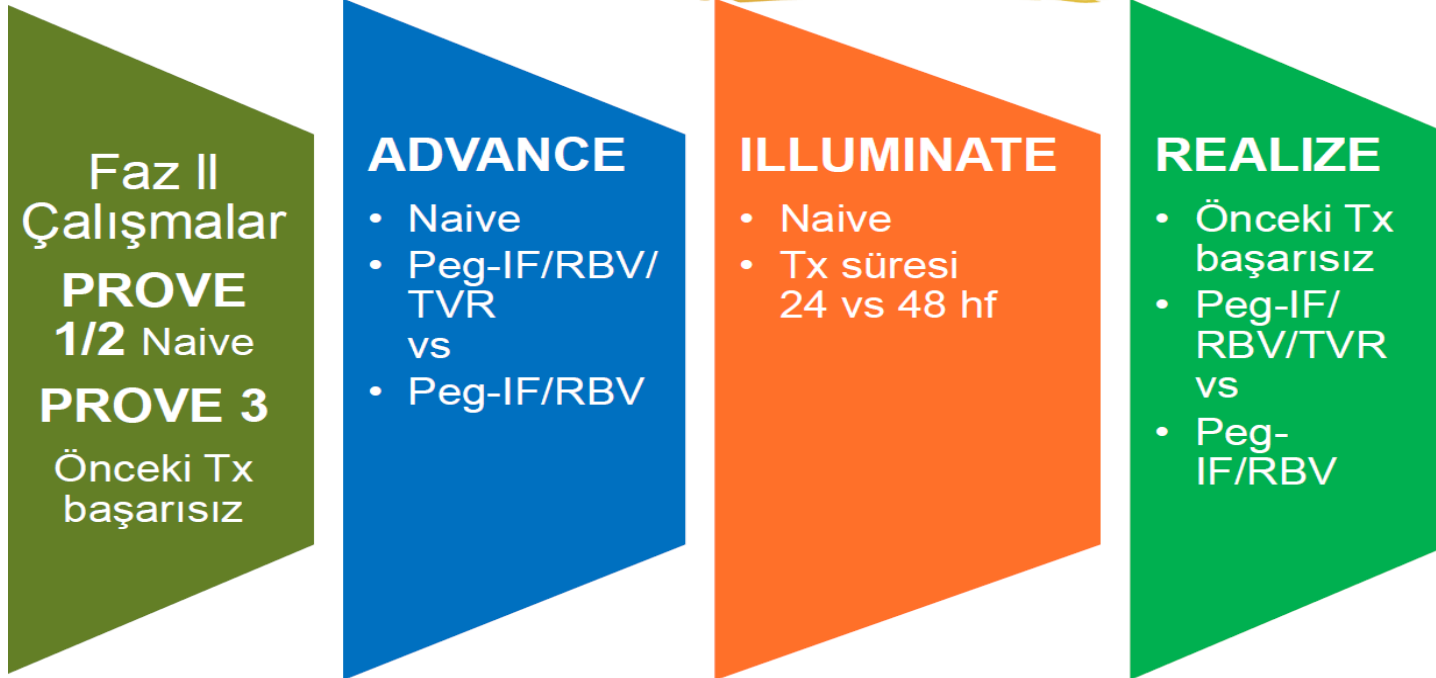 Faz II
Çalışmalar
PROVE
1/2 Naive
PROVE 3
Önceki Tx
başarısız
ADVANCE
• Naive
• Peg-IF/RBV/
TVR
vs
• Peg-IF/RBV
ILLUMINATE
• Naive
• Tx süresi
24 vs 48 hf
REALIZE
• Önceki Tx
başarısız
• Peg-IF/
RBV/TVR
vs
• Peg-
IF/RBV